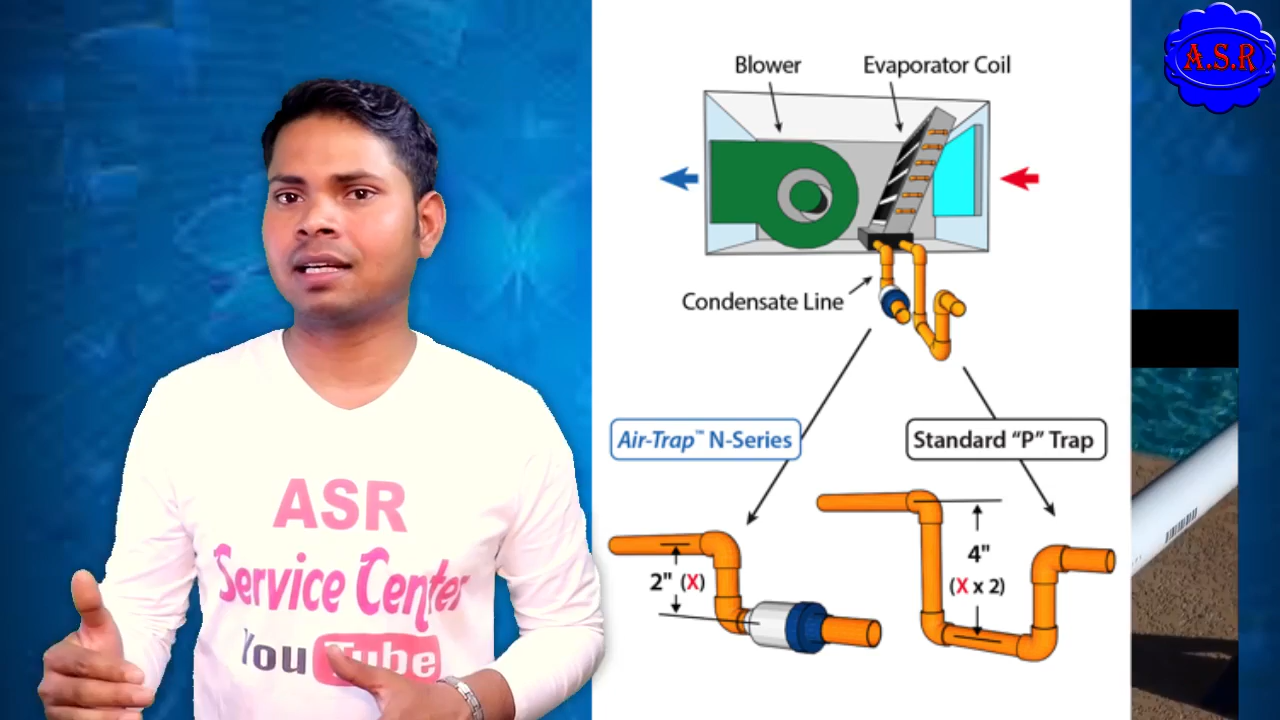 A.S.R
Blower
Evaporator Coil
Condensate Line
Air-Trap™ N-Series
Standard “P” Trap
2" (X)
4"
(X x 2)
ASR
Service Center
YouTube